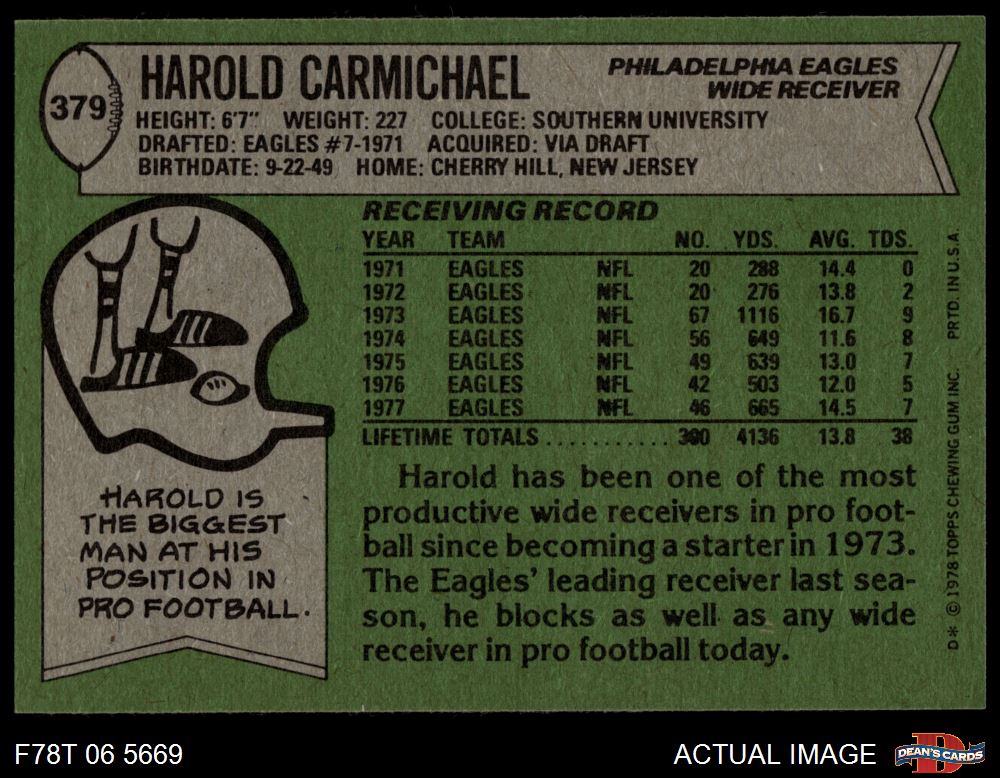 379
HAROLD CARMICHAEL
PHILADELPHIA EAGLES
WIDE RECEIVER
HEIGHT: 6'7" WEIGHT: 227 COLLEGE: SOUTHERN UNIVERSITY
DRAFTED: EAGLES #7-1971 ACQUIRED: VIA DRAFT
BIRTHDATE: 9-22-49 HOME: CHERRY HILL, NEW JERSEY
RECEIVING RECORD
YEAR TEAM NO. YDS. AVG. TDS.
1971 EAGLES NFL 20 288 14.4 0
1972 EAGLES NFL 20 276 13.8 2
1973 EAGLES NFL 67 1116 16.7 9
1974 EAGLES NFL 56 649 11.6 8
1975 EAGLES NFL 49 639 13.0 7
1976 EAGLES NFL 42 503 12.0 5
1977 EAGLES NFL 46 665 14.5 7
LIFETIME TOTALS ........... 300 4136 13.8 38
HAROLD IS
THE BIGGEST
MAN AT HIS
POSITION IN
PRO FOOTBALL.
Harold has been one of the most
productive wide receivers in pro foot-
ball since becoming a starter in 1973.
The Eagles' leading receiver last sea-
son, he blocks as well as any wide
receiver in pro football today.
D* © 1978 TOPPS CHEWING GUM INC. PRTD. IN U.S.A.
F78T 06 5669
ACTUAL IMAGE
DEAN'S CARDS